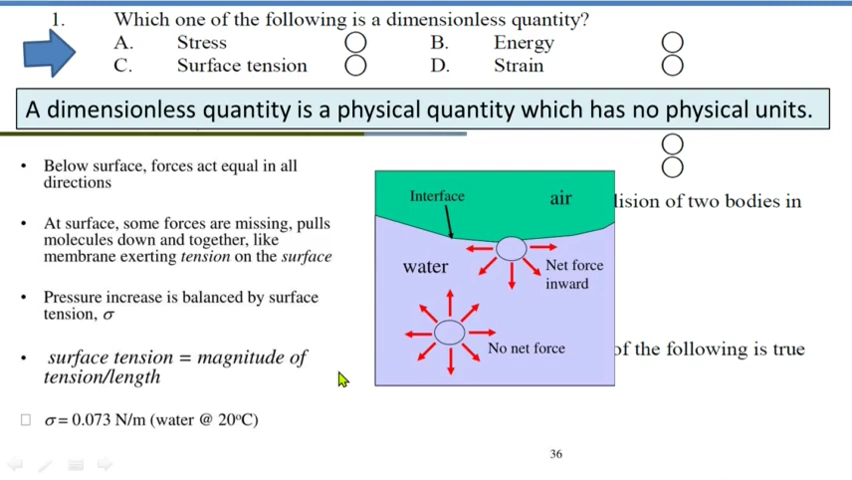 1. Which one of the following is a dimensionless quantity?
A. Stress B. Energy
C. Surface tension D. Strain
A dimensionless quantity is a physical quantity which has no physical units.
• Below surface, forces act equal in all
directions
• At surface, some forces are missing, pulls
molecules down and together, like
membrane exerting tension on the surface
• Pressure increase is balanced by surface
tension, σ
• surface tension = magnitude of
tension/length
□ σ = 0.073 N/m (water @ 20°C)
Interface air
water
Net force
inward
No net force
lision of two bodies in
of the following is true
36